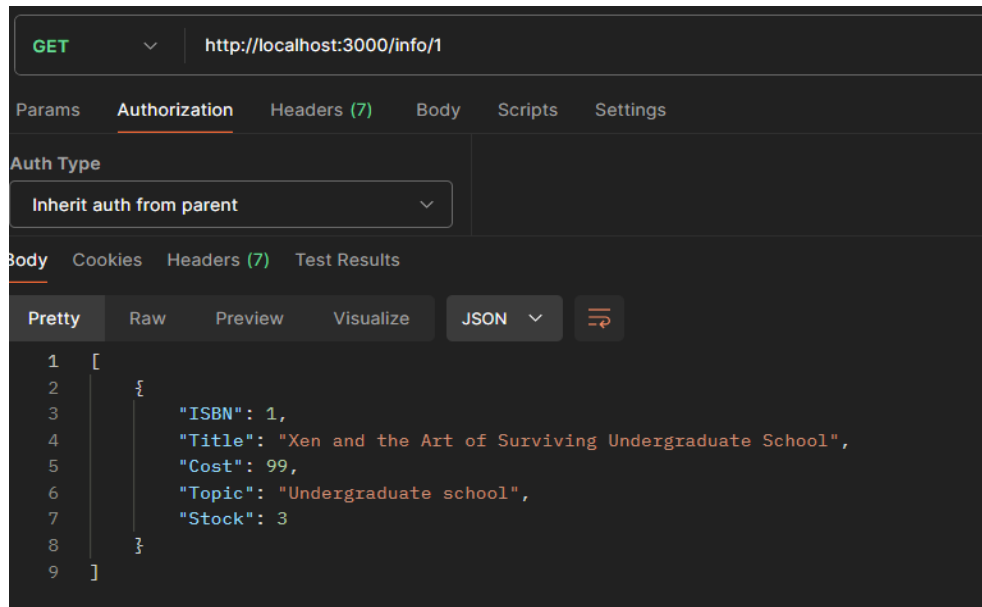 GET http://localhost:3000/info/1
Params Authorization Headers (7) Body Scripts Settings
Auth Type
Inherit auth from parent
Body Cookies Headers (7) Test Results
Pretty Raw Preview Visualize JSON
1 [
2 {
3 "ISBN": 1,
4 "Title": "Xen and the Art of Surviving Undergraduate School",
5 "Cost": 99,
6 "Topic": "Undergraduate school",
7 "Stock": 3
8 }
9 ]